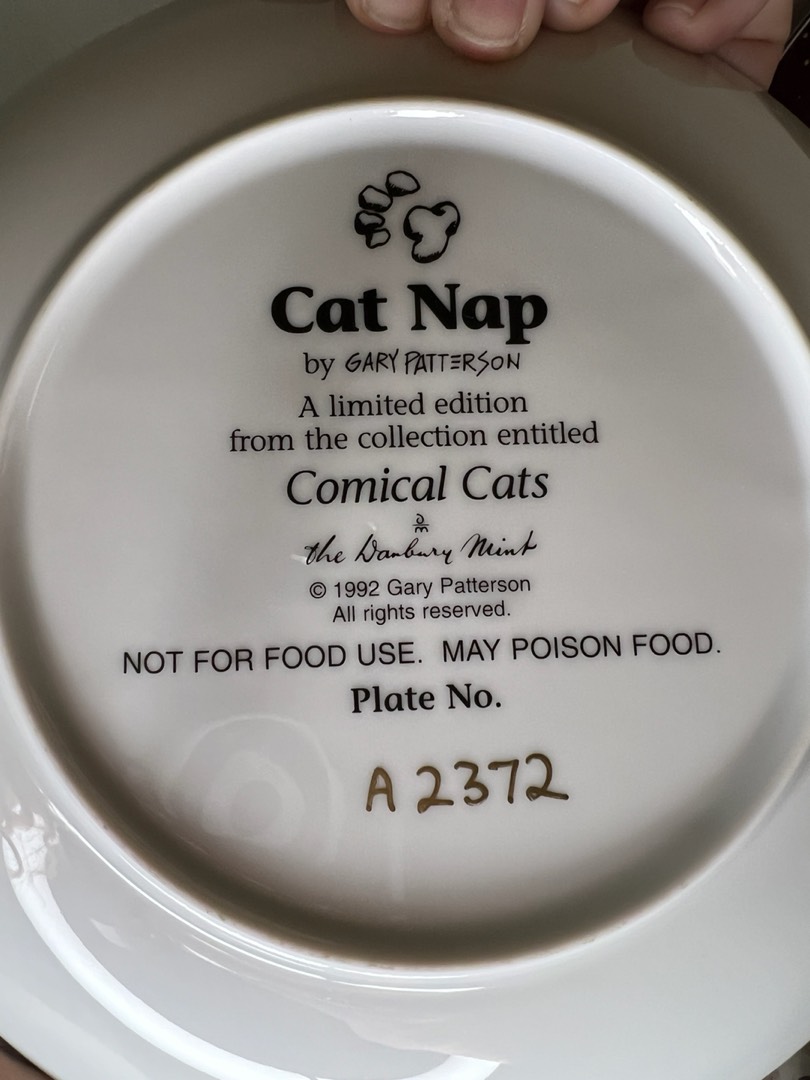 Cat Nap
by GARY PATTERSON
A limited edition
from the collection entitled
Comical Cats
the Danbury Mint
© 1992 Gary Patterson
All rights reserved.
NOT FOR FOOD USE. MAY POISON FOOD.
Plate No.
A2372